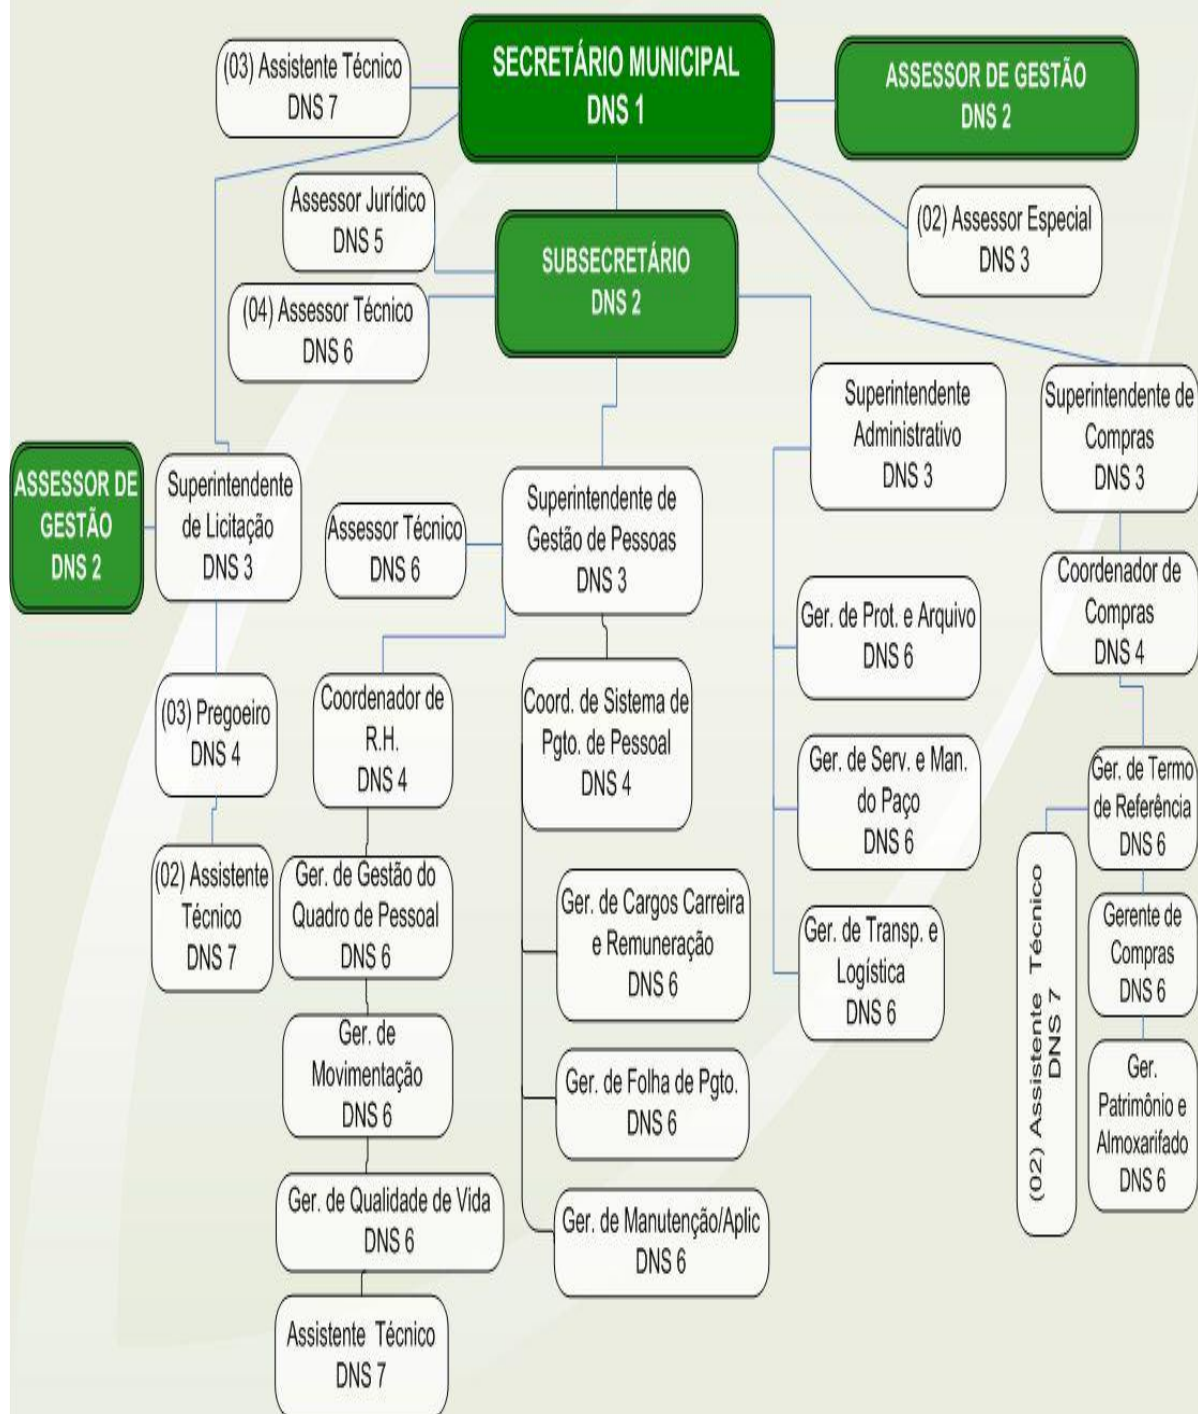 (03) Assistente Técnico
DNS 7
SECRETÁRIO MUNICIPAL
DNS 1
ASSESSOR DE GESTÃO
DNS 2
Assessor Jurídico
DNS 5
(02) Assessor Especial
DNS 3
SUBSECRETÁRIO
DNS 2
(04) Assessor Técnico
DNS 6
Superintendente
Administrativo
DNS 3
Superintendente de
Compras
DNS 3
ASSESSOR DE
GESTÃO
DNS 2
Superintendente
de Licitação
DNS 3
Assessor Técnico
DNS 6
Superintendente de
Gestão de Pessoas
DNS 3
Coordenador de
Compras
DNS 4
Ger. de Prot. e Arquivo
DNS 6
(03) Pregoeiro
DNS 4
Coordenador de
R.H.
DNS 4
Coord. de Sistema de
Pgto. de Pessoal
DNS 4
Ger. de Serv. e Man.
do Paço
DNS 6
Ger. de Termo
de Referência
DNS 6
(02) Assistente
Técnico
DNS 7
Ger. de Gestão do
Quadro de Pessoal
DNS 6
Ger. de Cargos Carreira
e Remuneração
DNS 6
Ger. de Transp. e
Logística
DNS 6
(02) Assistente Técnico
DNS 7
Gerente de
Compras
DNS 6
Ger. de
Movimentação
DNS 6
Ger. de Folha de Pgto.
DNS 6
Ger.
Patrimônio e
Almoxarifado
DNS 6
Ger. de Qualidade de Vida
DNS 6
Ger. de Manutenção/Aplic
DNS 6
Assistente Técnico
DNS 7